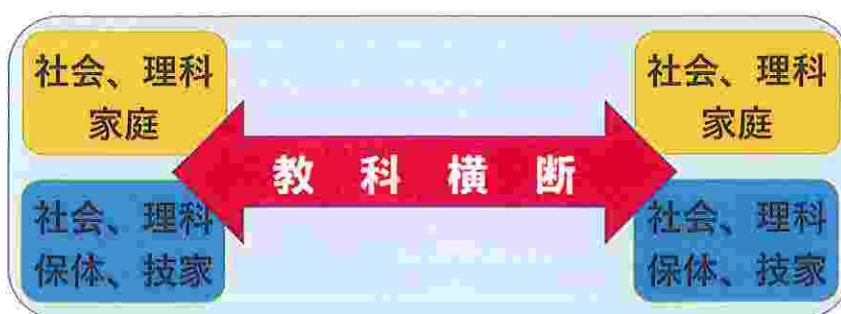 社会、理科
家庭
社会、理科
家庭
教科横断
社会、理科
保体、技家
社会、理科
保体、技家